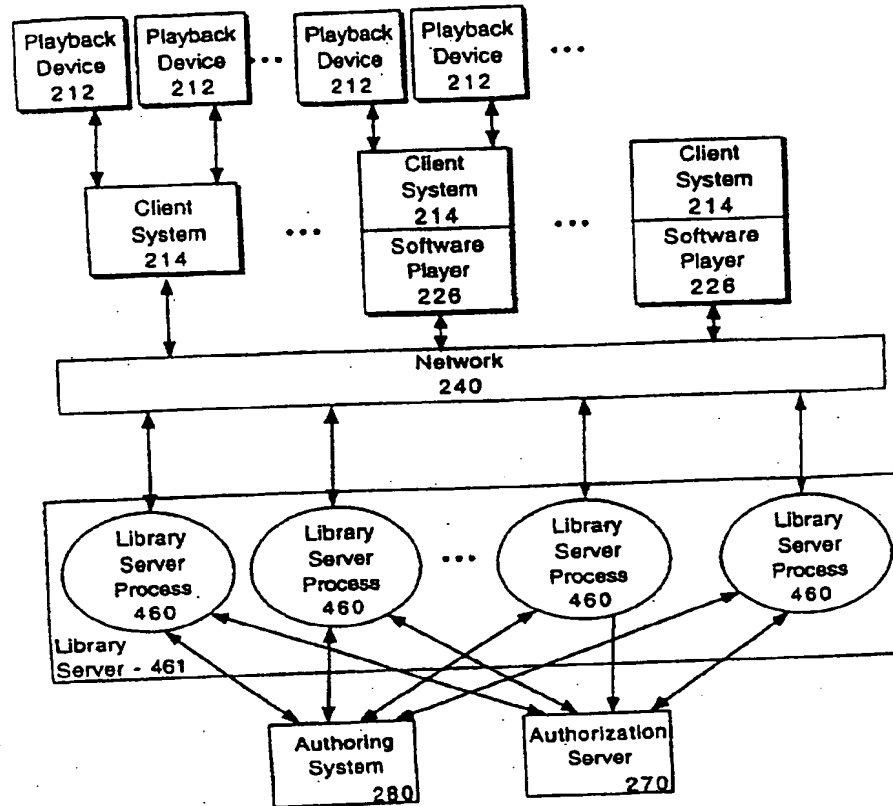 Playback
Device
212
Playback
Device
212
...
Playback
Device
212
Playback
Device
212
...
Client
System
214
...
Client
System
214
Software
Player
226
...
Client
System
214
Software
Player
226
Network
240
Library
Server
Process
460
Library
Server
Process
460
...
Library
Server
Process
460
Library
Server
Process
460
Library
Server - 461
Authoring
System
280
Authorization
Server
270